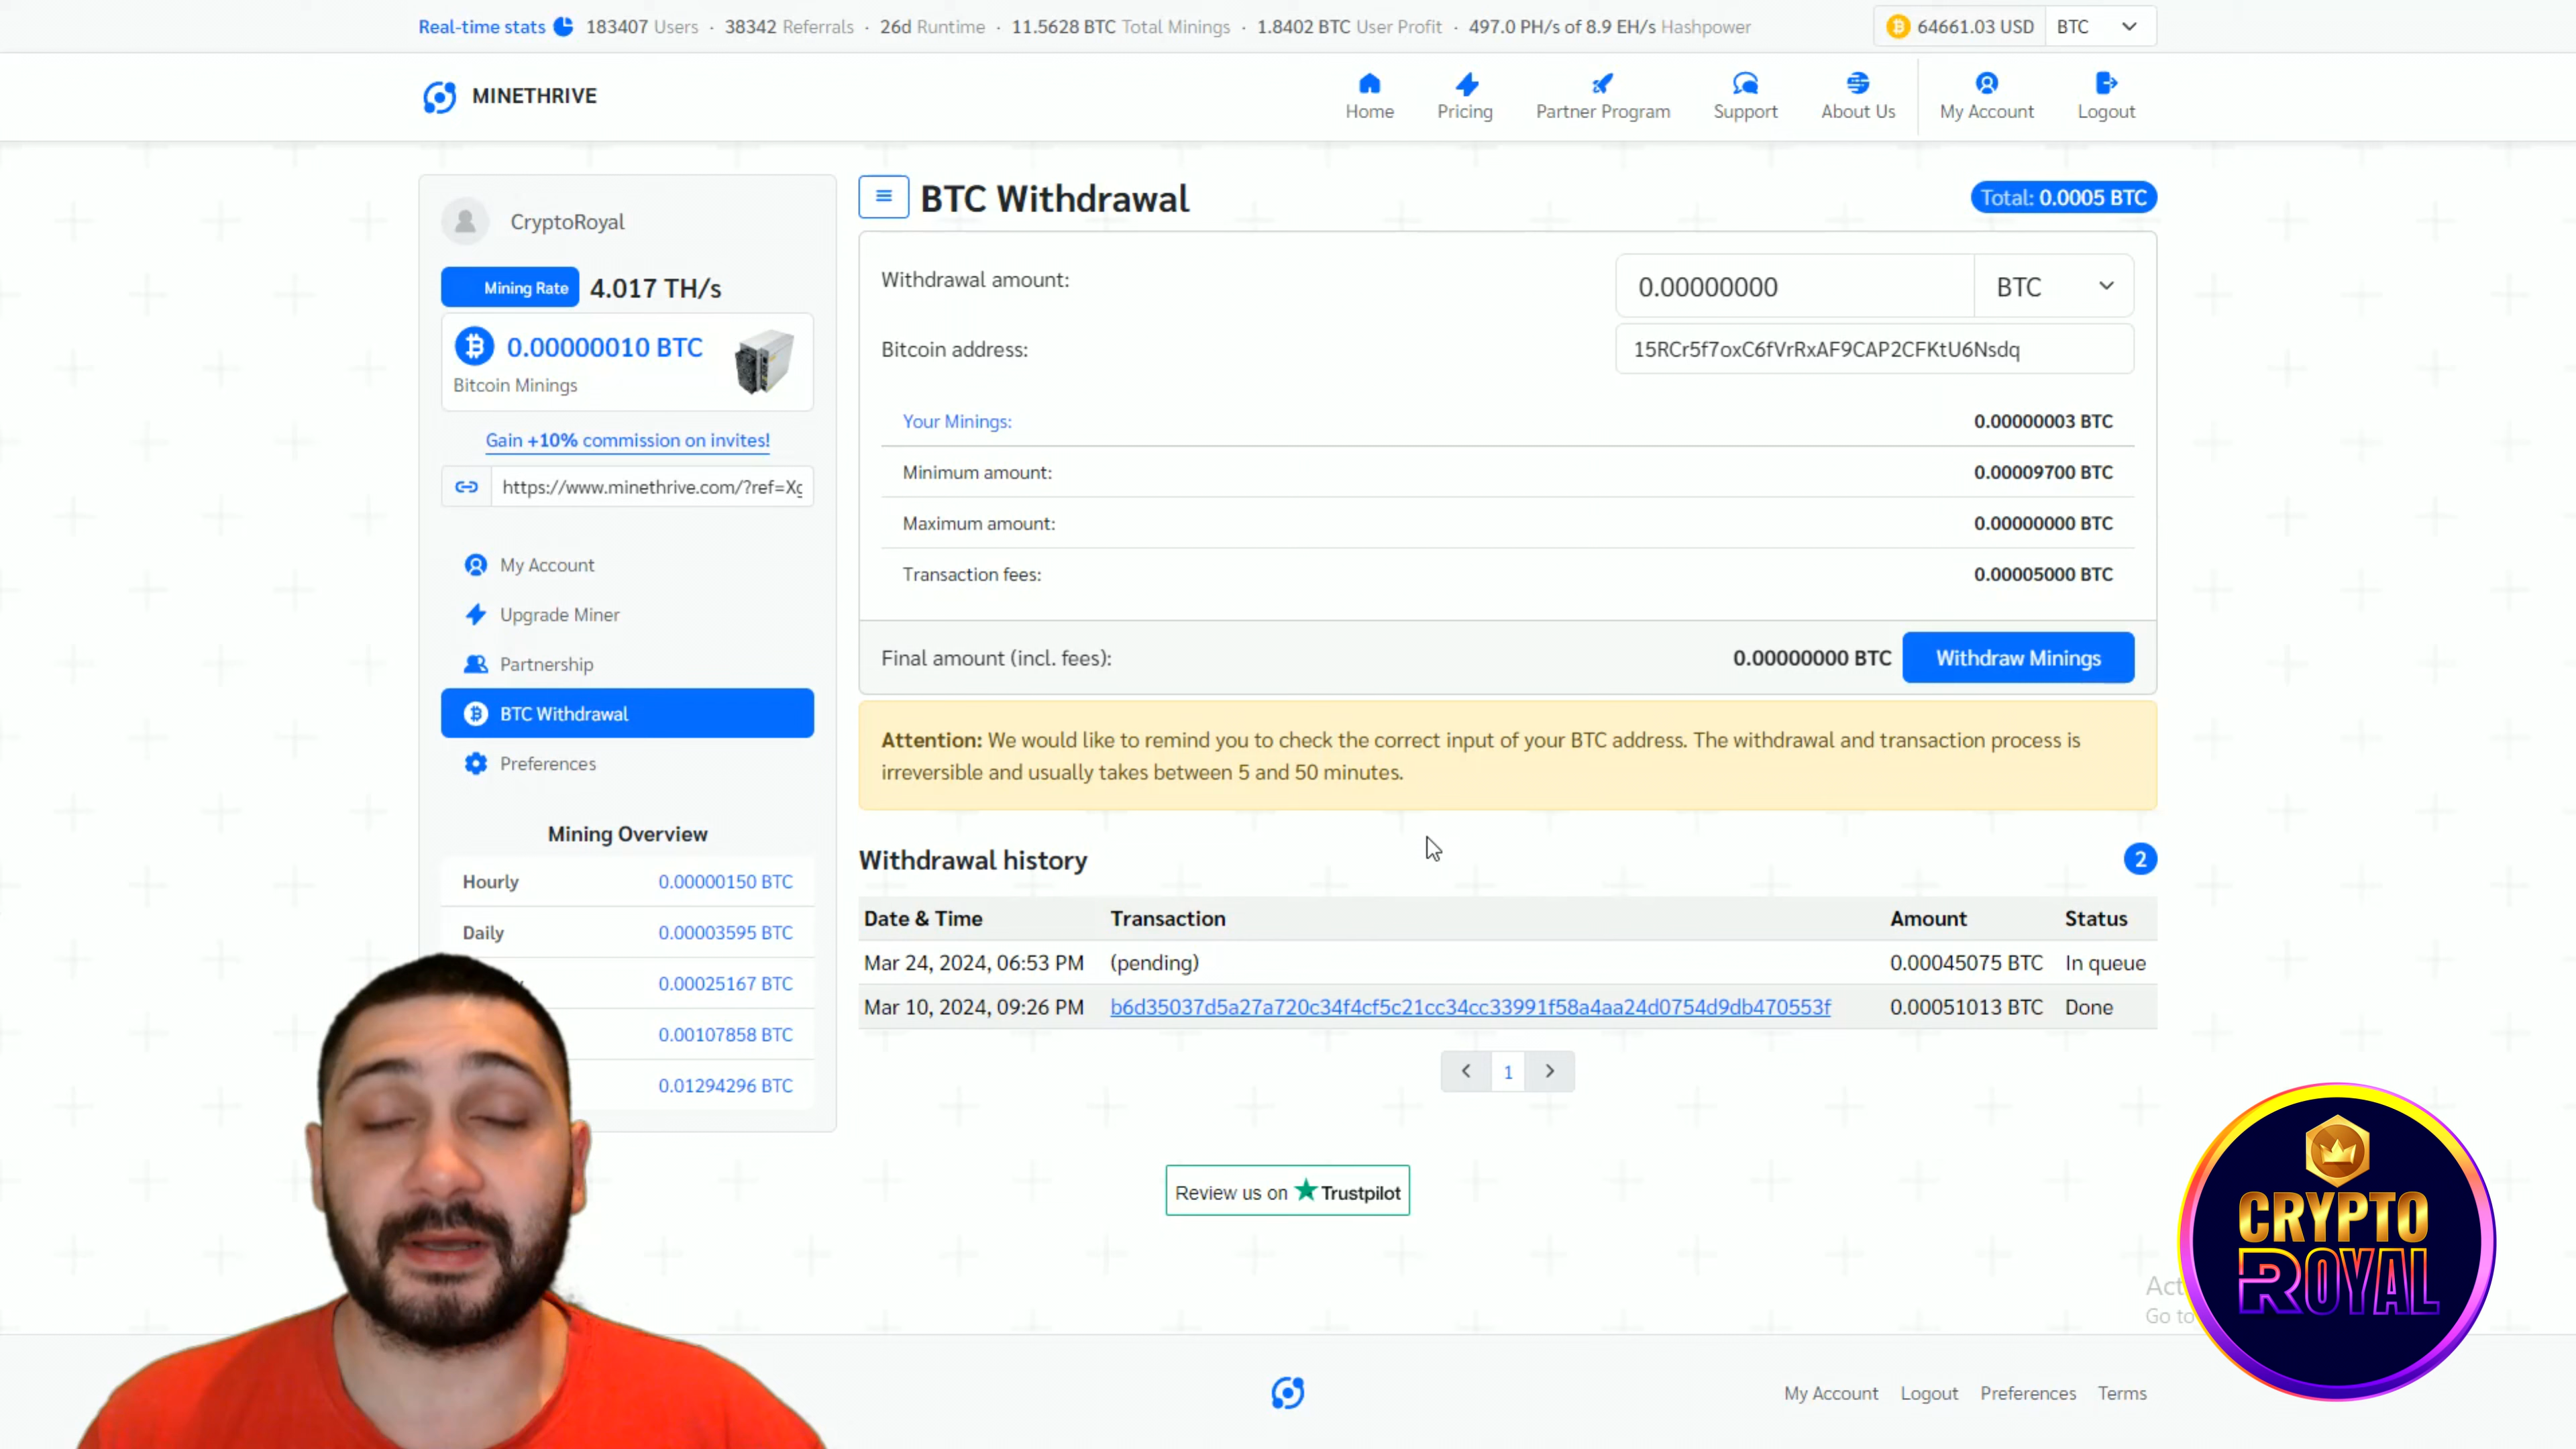 Real-time stats 183407 Users · 38342 Referrals · 26d Runtime · 11.5628 BTC Total Minings · 1.8402 BTC User Profit · 497.0 PH/s of 8.9 EH/s Hashpower
64661.03 USD BTC
MINETHRIVE
Home Pricing Partner Program Support About Us My Account Logout
CryptoRoyal
Mining Rate 4.017 TH/s
0.00000010 BTC
Bitcoin Minings
Gain +10% commission on invites!
https://www.minethrive.com/?ref=Xg
My Account
Upgrade Miner
Partnership
BTC Withdrawal
Preferences
Mining Overview
Hourly 0.00000150 BTC
Daily 0.00003595 BTC
0.00025167 BTC
0.00107858 BTC
0.01294296 BTC
BTC Withdrawal
Total: 0.0005 BTC
Withdrawal amount: 0.00000000 BTC
Bitcoin address: 15RCr5f7oxC6fVrRxAF9CAP2CFKtU6Nsdq
Your Minings: 0.00000003 BTC
Minimum amount: 0.00009700 BTC
Maximum amount: 0.00000000 BTC
Transaction fees: 0.00005000 BTC
Final amount (incl. fees): 0.00000000 BTC Withdraw Minings
Attention: We would like to remind you to check the correct input of your BTC address. The withdrawal and transaction process is
irreversible and usually takes between 5 and 50 minutes.
Withdrawal history 2
Date & Time Transaction Amount Status
Mar 24, 2024, 06:53 PM (pending) 0.00045075 BTC In queue
Mar 10, 2024, 09:26 PM b6d35037d5a27a720c34f4cf5c21cc34cc33991f58a4aa24d0754d9db470553f 0.00051013 BTC Done
1
Review us on Trustpilot
CRYPTO
ROYAL
Go to
My Account Logout Preferences Terms